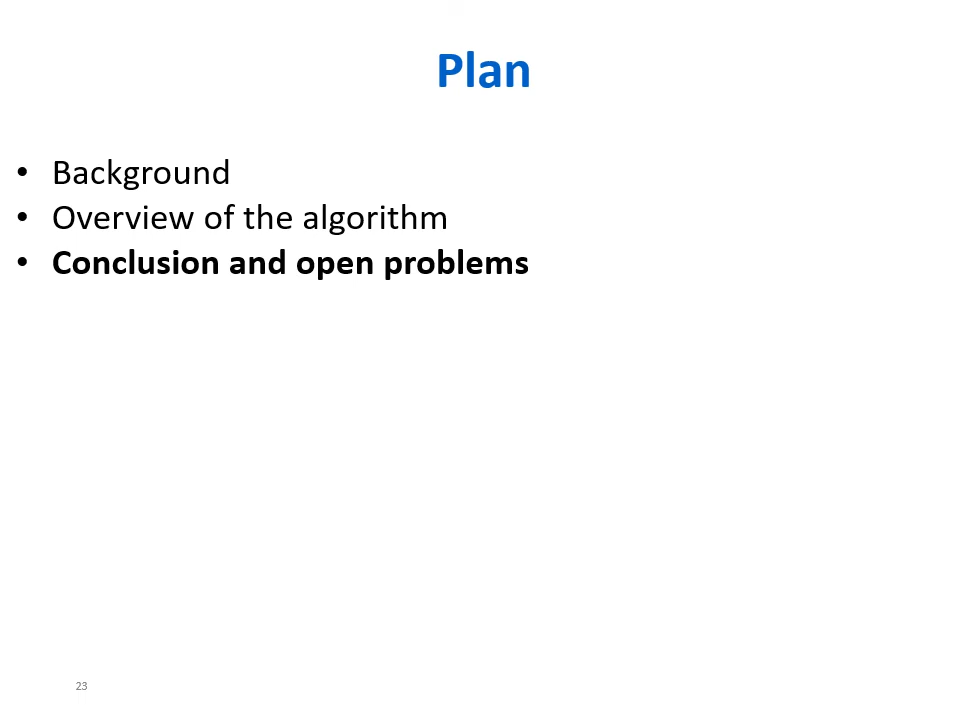 Plan
• Background
• Overview of the algorithm
• Conclusion and open problems
23